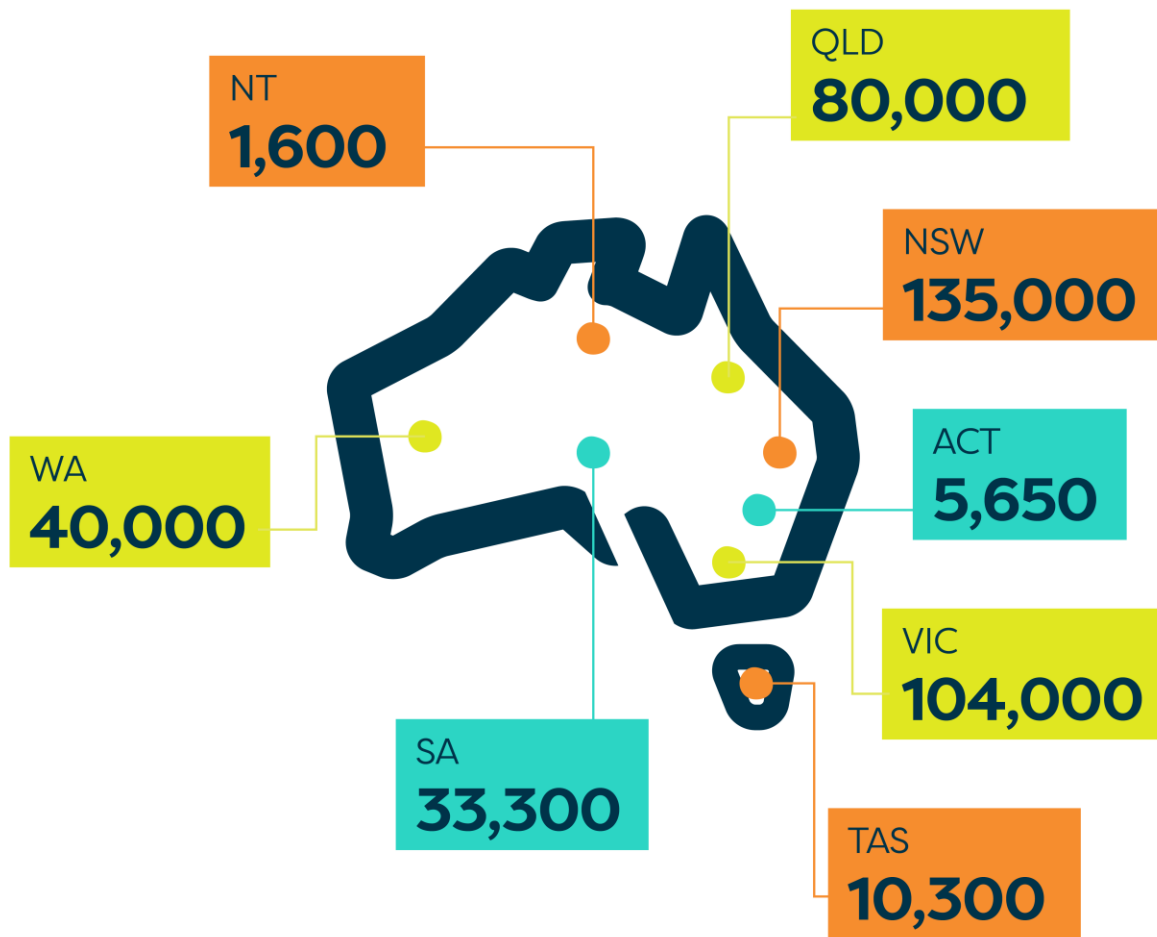 QLD
80,000
NT
1,600
NSW
135,000
ACT
5,650
WA
40,000
VIC
104,000
SA
33,300
TAS
10,300